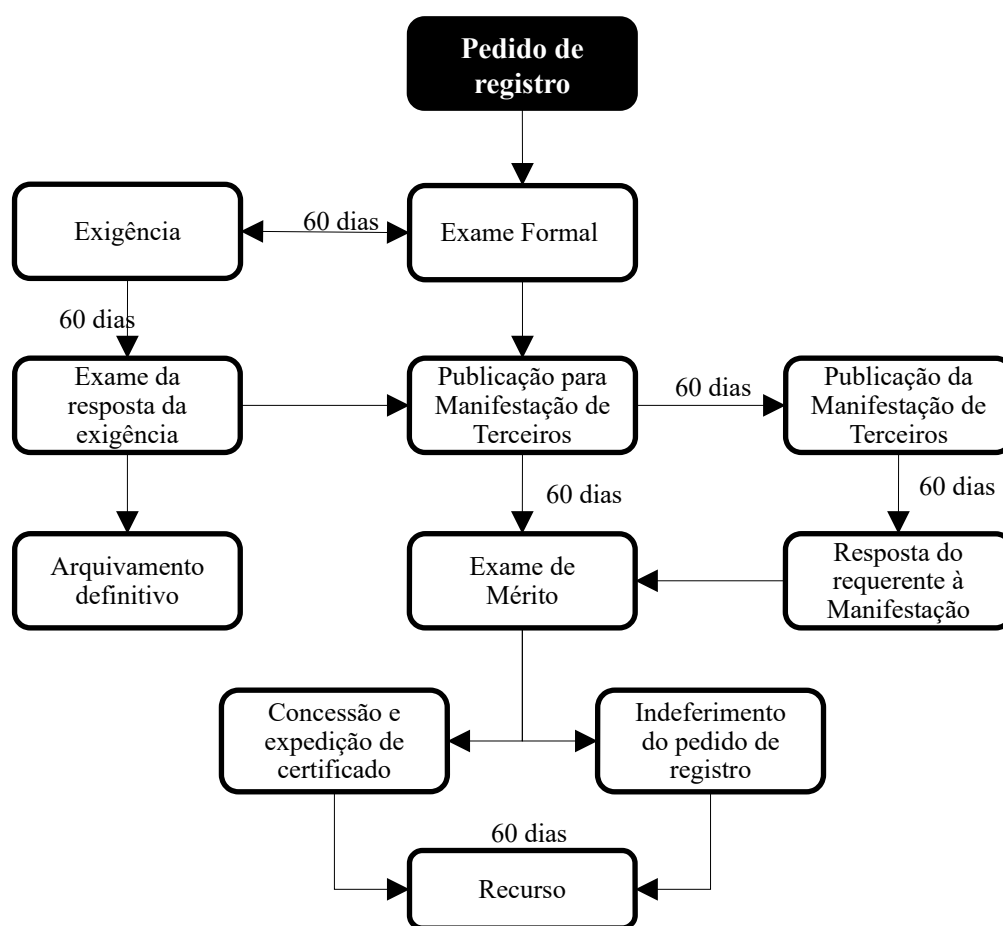 Pedido de
registro
Exigência
60 dias
Exame Formal
60 dias
Exame da
resposta da
exigência
Publicação para
Manifestação de
Terceiros
60 dias
Publicação da
Manifestação de
Terceiros
60 dias
60 dias
Arquivamento
definitivo
Exame de
Mérito
Resposta do
requerente à
Manifestação
Concessão e
expedição de
certificado
Indeferimento
do pedido de
registro
60 dias
Recurso